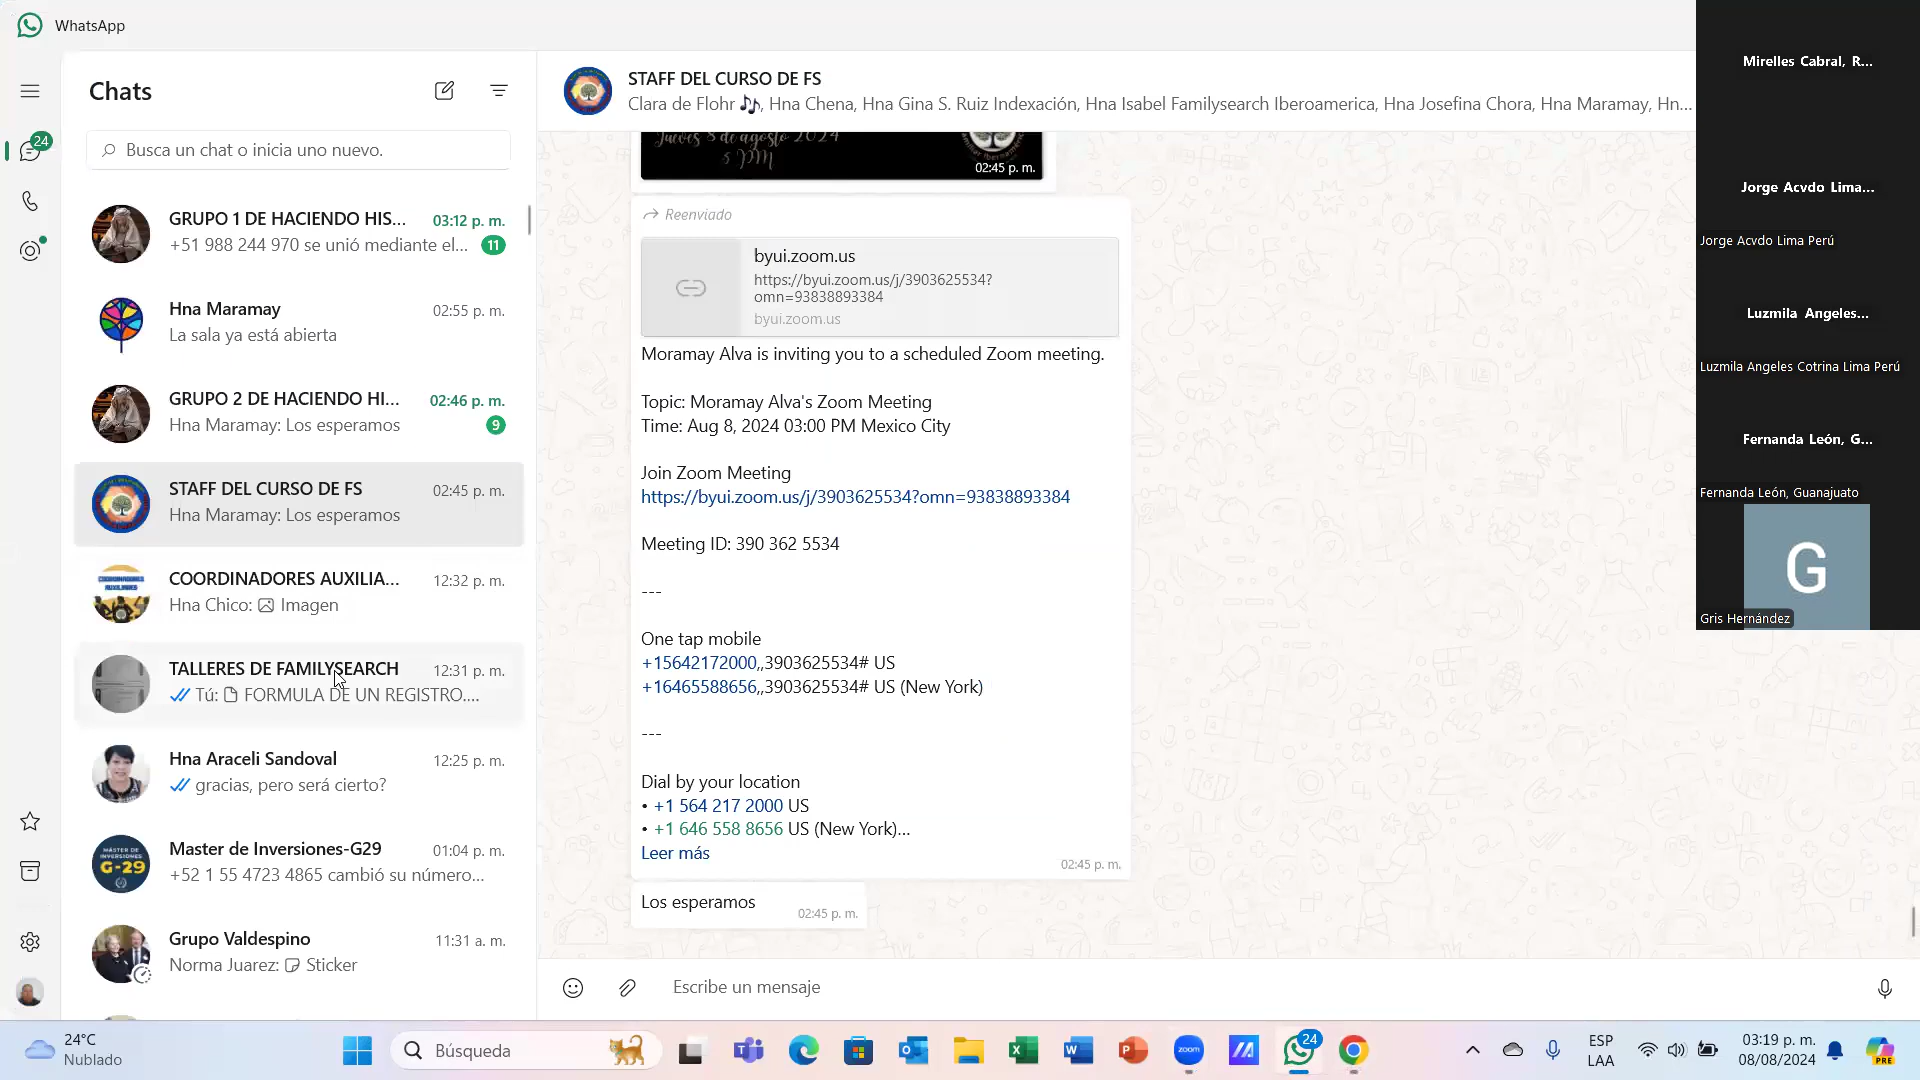 WhatsApp
Chats
24
Busca un chat o inicia uno nuevo.
GRUPO 1 DE HACIENDO HIS...
03:12 p. m.
+51 988 244 970 se unió mediante el...
11
Hna Maramay
02:55 p. m.
La sala ya está abierta
GRUPO 2 DE HACIENDO HI...
02:46 p. m.
Hna Maramay: Los esperamos
9
STAFF DEL CURSO DE FS
02:45 p. m.
Hna Maramay: Los esperamos
COORDINADORES AUXILIA...
12:32 p. m.
Hna Chico: Imagen
TALLERES DE FAMILYSEARCH
12:31 p. m.
Tú: FORMULA DE UN REGISTRO....
Hna Araceli Sandoval
12:25 p. m.
gracias, pero será cierto?
Master de Inversiones-G29
01:04 p. m.
+52 1 55 4723 4865 cambió su número...
Grupo Valdespino
11:31 a. m.
Norma Juarez: Sticker
STAFF DEL CURSO DE FS
Clara de Flohr, Hna Chena, Hna Gina S. Ruiz Indexación, Hna Isabel Familysearch Iberoamerica, Hna Josefina Chora, Hna Maramay, Hn...
Jueves 8 de agosto 2024
5 PM
02:45 p. m.
Reenviado
byui.zoom.us
https://byui.zoom.us/j/3903625534?
omn=93838893384
byui.zoom.us
Moramay Alva is inviting you to a scheduled Zoom meeting.
Topic: Moramay Alva's Zoom Meeting
Time: Aug 8, 2024 03:00 PM Mexico City
Join Zoom Meeting
https://byui.zoom.us/j/3903625534?omn=93838893384
Meeting ID: 390 362 5534
---
One tap mobile
+15642172000,,3903625534# US
+16465588656,,3903625534# US (New York)
---
Dial by your location
• +1 564 217 2000 US
• +1 646 558 8656 US (New York)...
Leer más
02:45 p. m.
Los esperamos
02:45 p. m.
Escribe un mensaje
Mirelles Cabral, R...
Jorge Acvdo Lima...
Jorge Acvdo Lima Perú
Luzmila Angeles...
Luzmila Angeles Cotrina Lima Perú
Fernanda León, G...
Fernanda León, Guanajuato
G
Gris Hernández
24°C
Nublado
Búsqueda
zoom
24
ESP
LAA
03:19 p. m.
08/08/2024
PRE